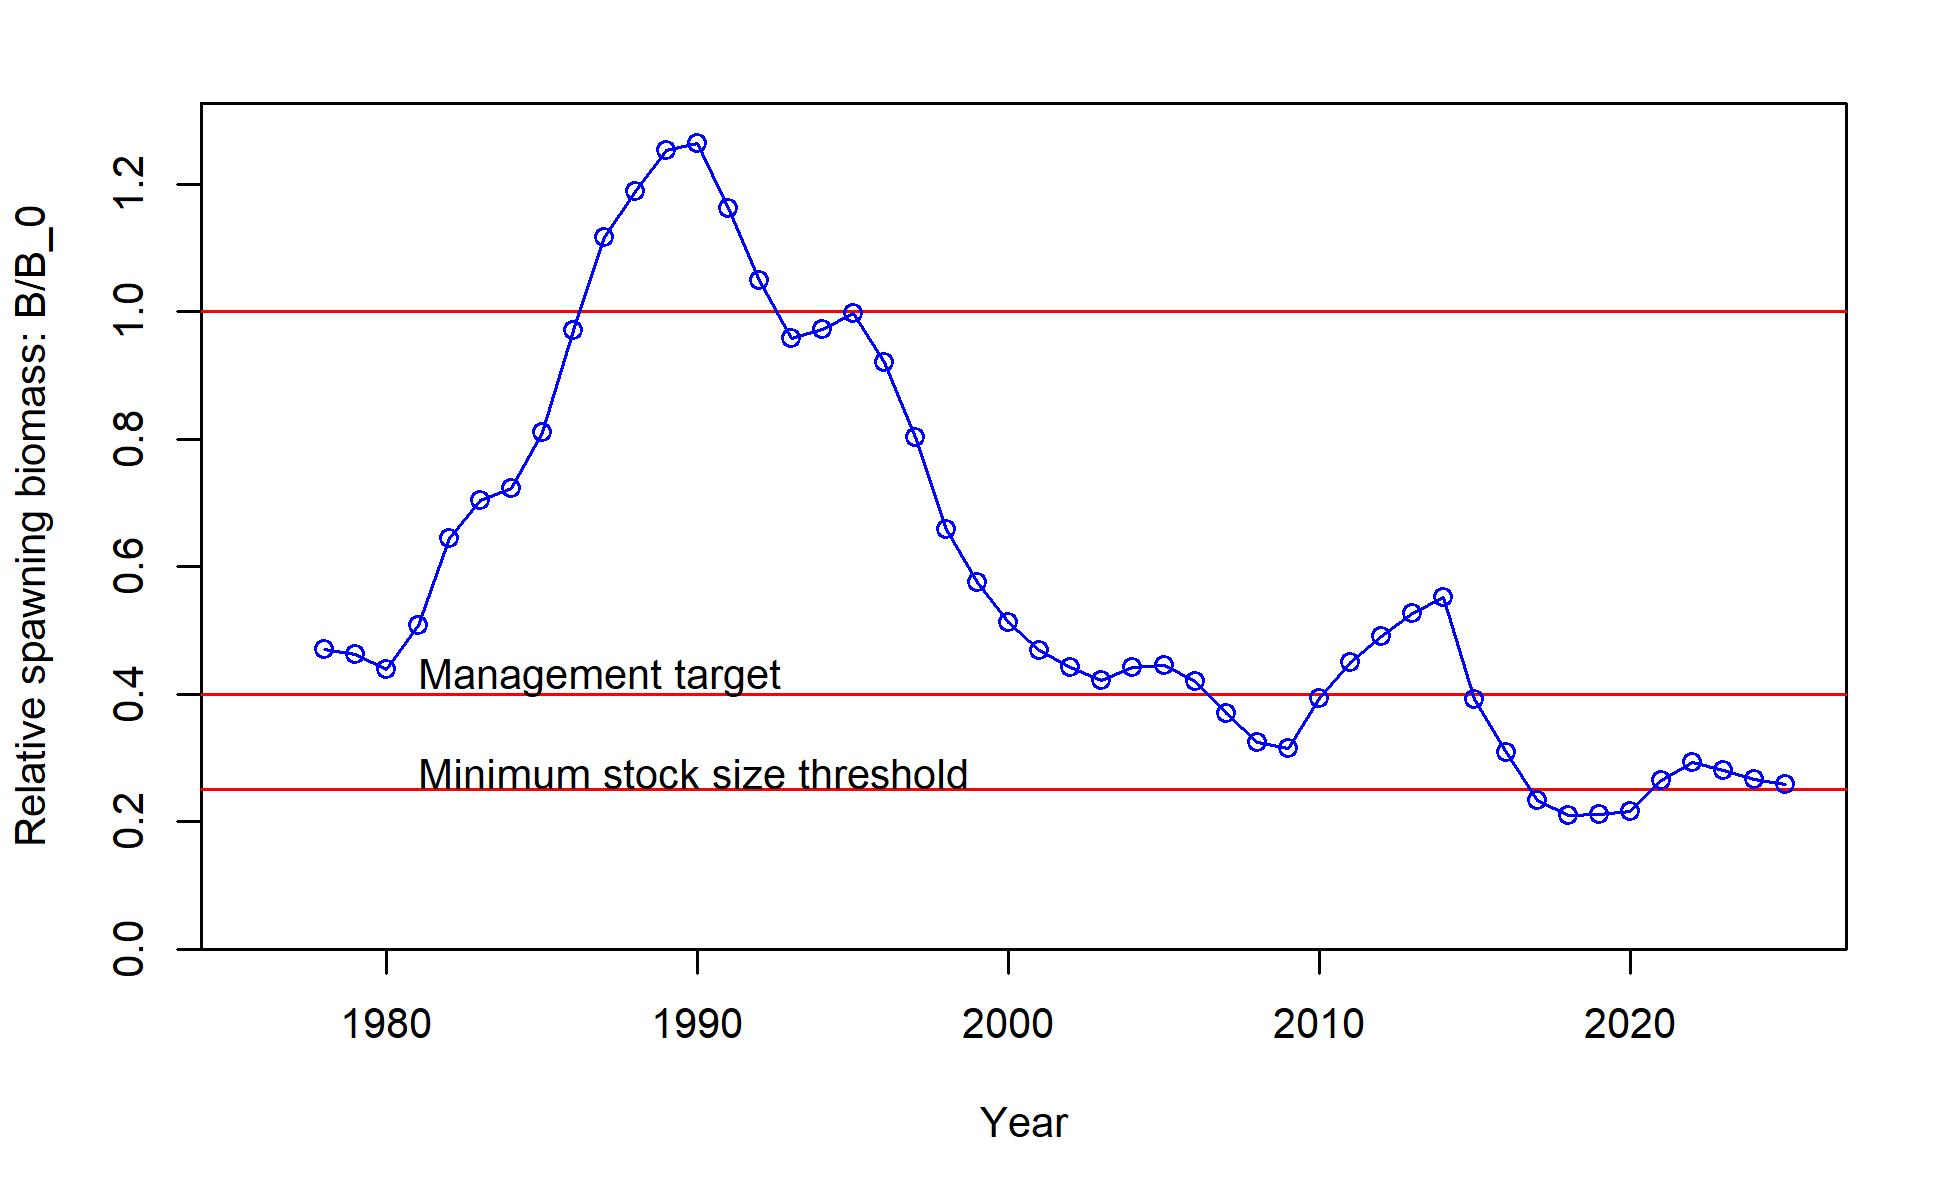 Relative spawning biomass: B/B_0
1.2
1.0
0.8
0.6
0.4
0.2
0.0
Management target
Minimum stock size threshold
1980 1990 2000 2010 2020
Year